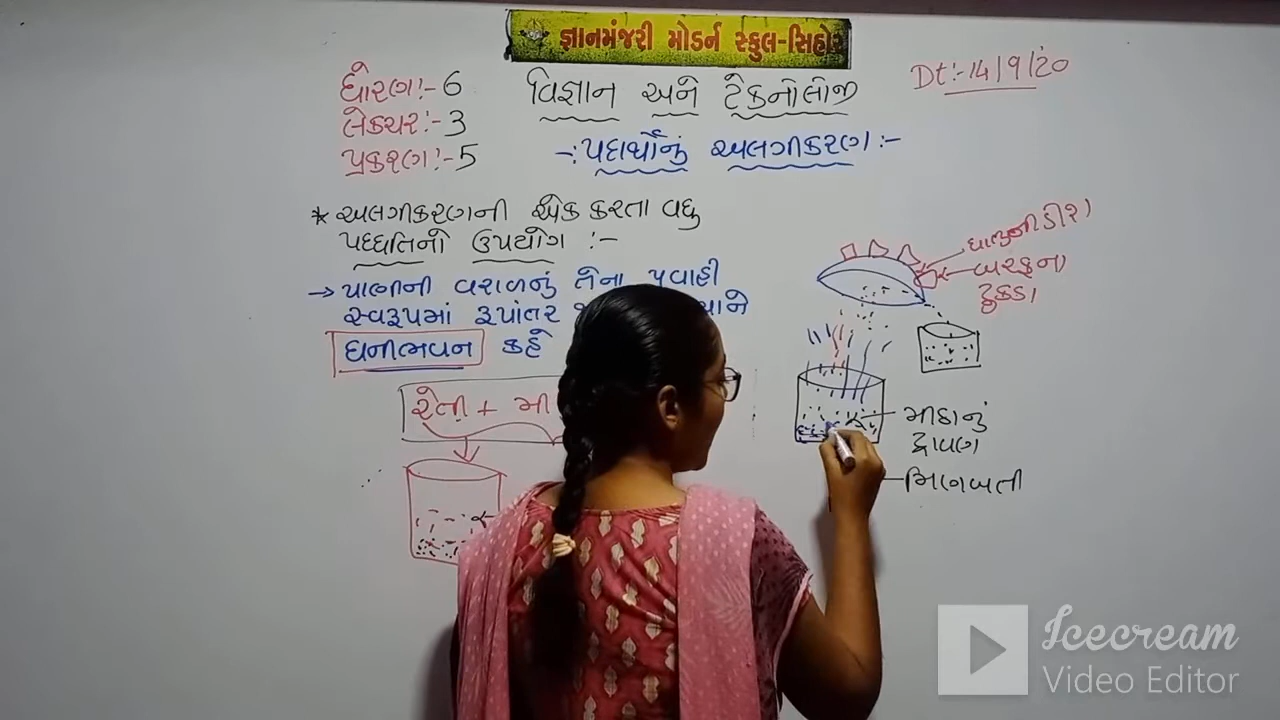 જ્ઞાનમંજરી મોડર્ન સ્કુલ-સિહોર
ધોરણ:- 6
લેક્ચર:- 3
પ્રકરણ:- 5
વિજ્ઞાન અને ટેકનોલોજી
Dt:- 14/9/'20
-: પદાર્થોનું અલગીકરણ:-
* અલગીકરણની એક કરતા વધુ
પધ્ધતિનો ઉપયોગ :-
→ પાણીની વરાળનું તેના પ્રવાહી
સ્વરૂપમાં રૂપાંતર
ઘનીભવન કહે
રેતી + મી
ધાતુની ડીશ
બરફના
ટુકડા
મીઠાનું
દ્રાવણ
મિણબતી
Icecream
Video Editor